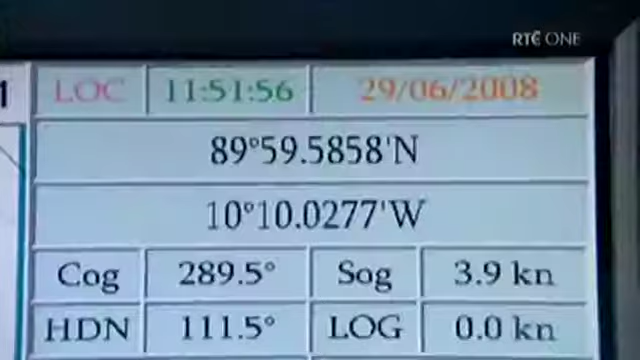 RTÉ ONE
1 LOC 11:51:56 29/06/2008
89°59.5858'N
10°10.0277'W
Cog 289.5° Sog 3.9 kn
HDN 111.5° LOG 0.0 kn